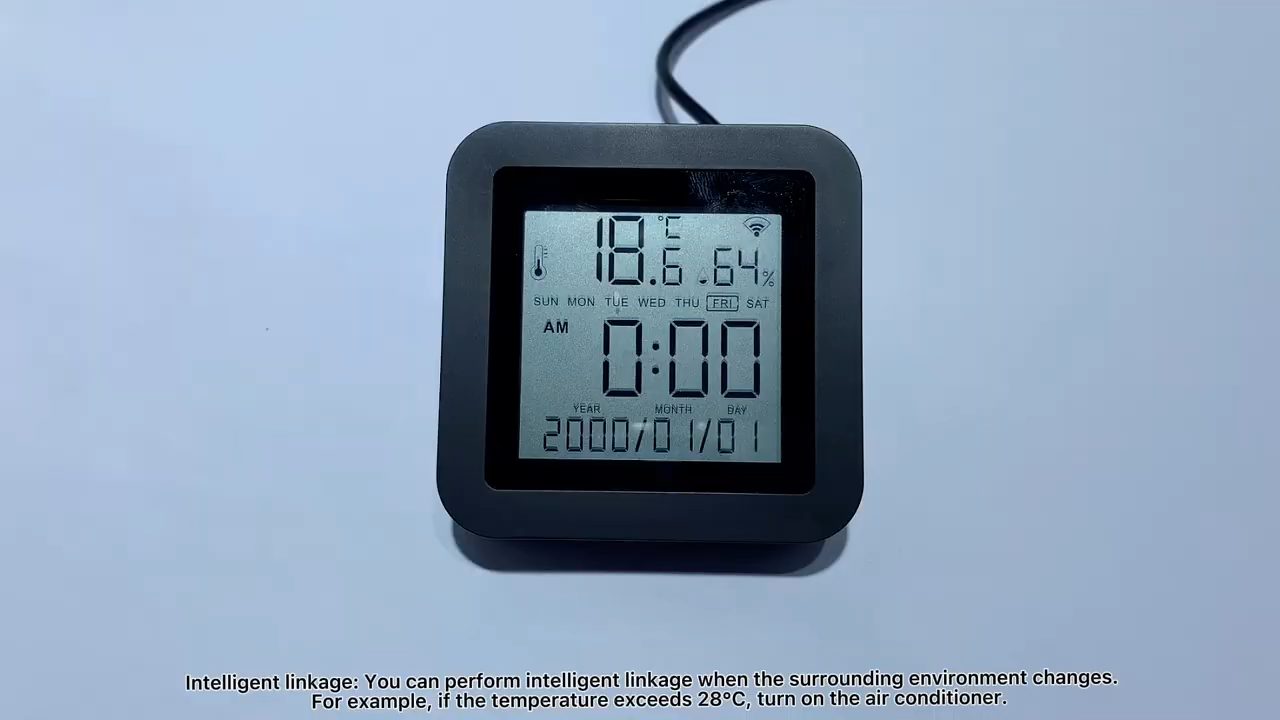 18.6 °C 64%
SUN MON TUE WED THU FRI SAT
AM 0:00
YEAR MONTH DAY
2000/01/01
Intelligent linkage: You can perform intelligent linkage when the surrounding environment changes.
For example, if the temperature exceeds 28°C, turn on the air conditioner.